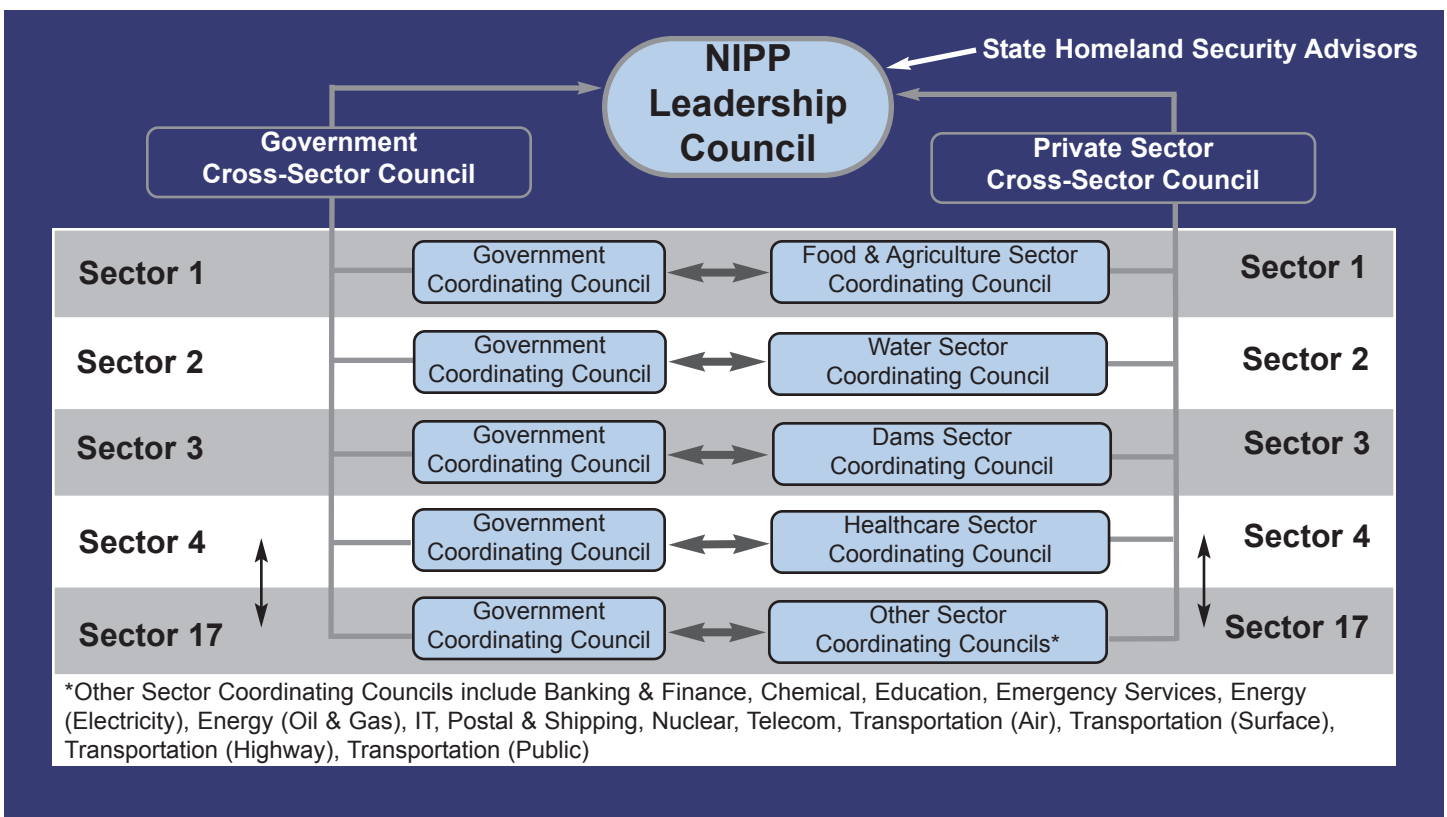 NIPP
Leadership
Council
State Homeland Security Advisors
Government
Cross-Sector Council
Private Sector
Cross-Sector Council
Sector 1
Government
Coordinating Council
Food & Agriculture Sector
Coordinating Council
Sector 1
Sector 2
Government
Coordinating Council
Water Sector
Coordinating Council
Sector 2
Sector 3
Government
Coordinating Council
Dams Sector
Coordinating Council
Sector 3
Sector 4
Government
Coordinating Council
Healthcare Sector
Coordinating Council
Sector 4
Sector 17
Government
Coordinating Council
Other Sector
Coordinating Councils*
Sector 17
*Other Sector Coordinating Councils include Banking & Finance, Chemical, Education, Emergency Services, Energy
(Electricity), Energy (Oil & Gas), IT, Postal & Shipping, Nuclear, Telecom, Transportation (Air), Transportation (Surface),
Transportation (Highway), Transportation (Public)